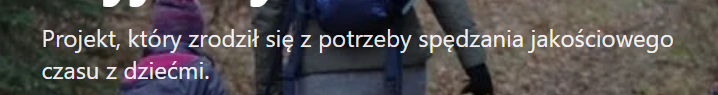 Projekt, który zrodził się z potrzeby spędzania jakościowego
czasu z dziećmi.